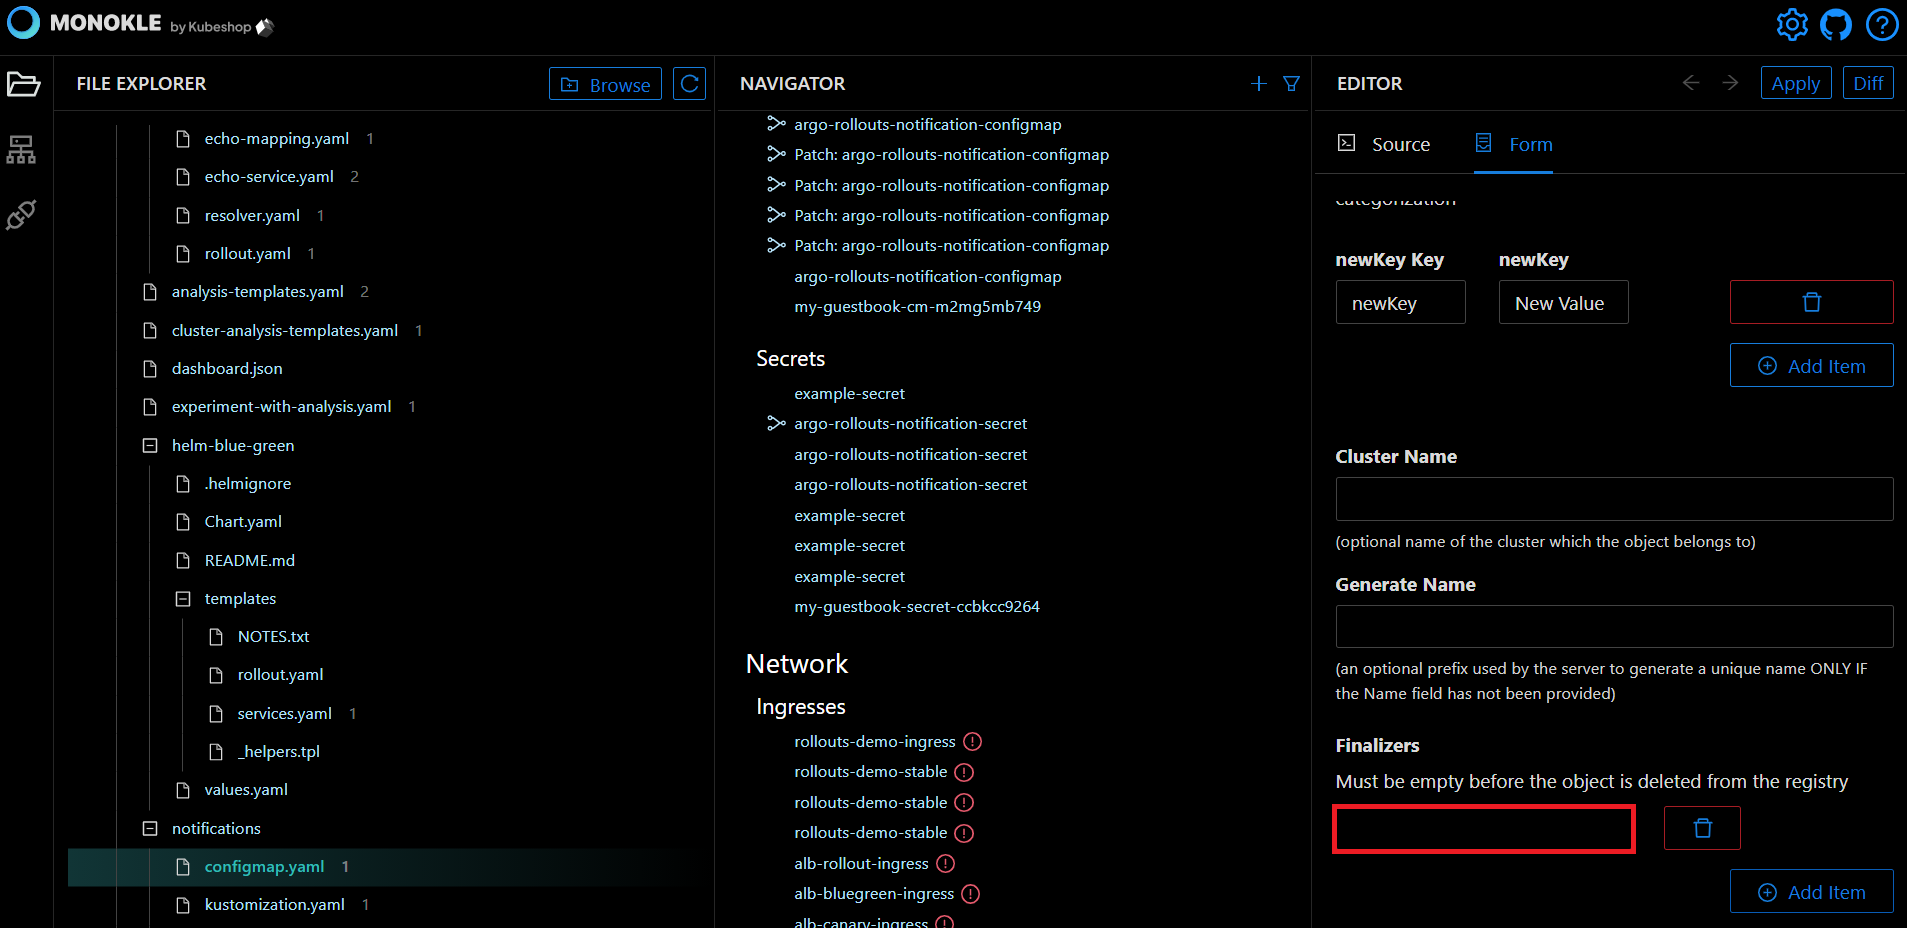 MONOKLE by Kubeshop
FILE EXPLORER
Browse
echo-mapping.yaml 1
echo-service.yaml 2
resolver.yaml 1
rollout.yaml 1
analysis-templates.yaml 2
cluster-analysis-templates.yaml 1
dashboard.json
experiment-with-analysis.yaml 1
helm-blue-green
.helmignore
Chart.yaml
README.md
templates
NOTES.txt
rollout.yaml
services.yaml 1
_helpers.tpl
values.yaml
notifications
configmap.yaml 1
kustomization.yaml 1
NAVIGATOR
argo-rollouts-notification-configmap
Patch: argo-rollouts-notification-configmap
Patch: argo-rollouts-notification-configmap
Patch: argo-rollouts-notification-configmap
Patch: argo-rollouts-notification-configmap
argo-rollouts-notification-configmap
my-guestbook-cm-m2mg5mb749
Secrets
example-secret
argo-rollouts-notification-secret
argo-rollouts-notification-secret
argo-rollouts-notification-secret
example-secret
example-secret
example-secret
my-guestbook-secret-ccbkcc9264
Network
Ingresses
rollouts-demo-ingress
rollouts-demo-stable
rollouts-demo-stable
rollouts-demo-stable
alb-rollout-ingress
alb-bluegreen-ingress
alb-canary-ingress
EDITOR
Apply Diff
Source Form
categorization
newKey Key newKey
newKey New Value
Add Item
Cluster Name
(optional name of the cluster which the object belongs to)
Generate Name
(an optional prefix used by the server to generate a unique name ONLY IF
the Name field has not been provided)
Finalizers
Must be empty before the object is deleted from the registry
Add Item